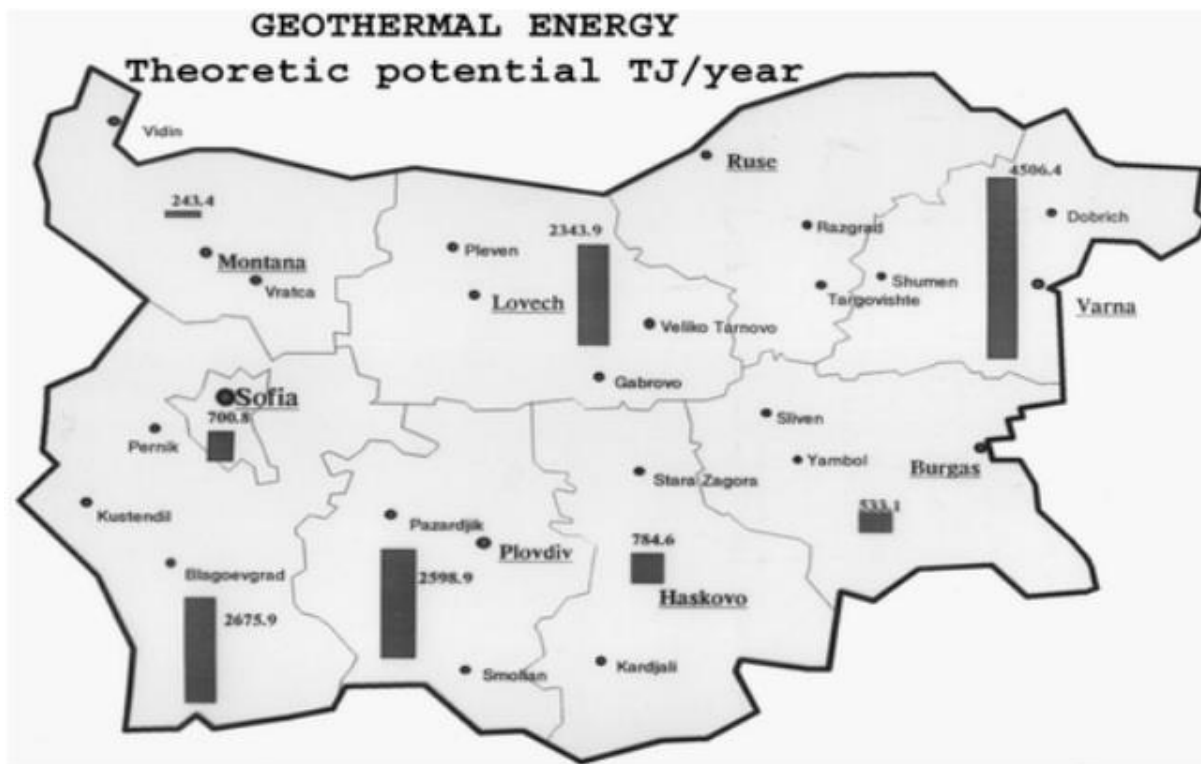 GEOTHERMAL ENERGY
Theoretic potential TJ/year
Vidin
Ruse
243.4
4506.4
Dobrich
Razgrad
2343.9
Pleven
Montana
Vratca
Lovech
Shumen
Targovishte
Varna
Veliko Tarnovo
Gabrovo
Sofia
700.8
Pernik
Sliven
Yambol
Burgas
Stara Zagora
Kustendil
533.1
Pazardjik
Plovdiv
784.6
Blagoevgrad
2598.9
Haskovo
2675.9
Smolian
Kardjali